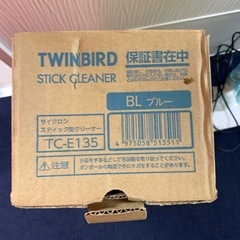 TWINBIRD 保証書在中
STICK CLEANER
BL ブルー
サイクロン
スティック型クリーナー
TC-E135
4 975058 513511
⚠注意